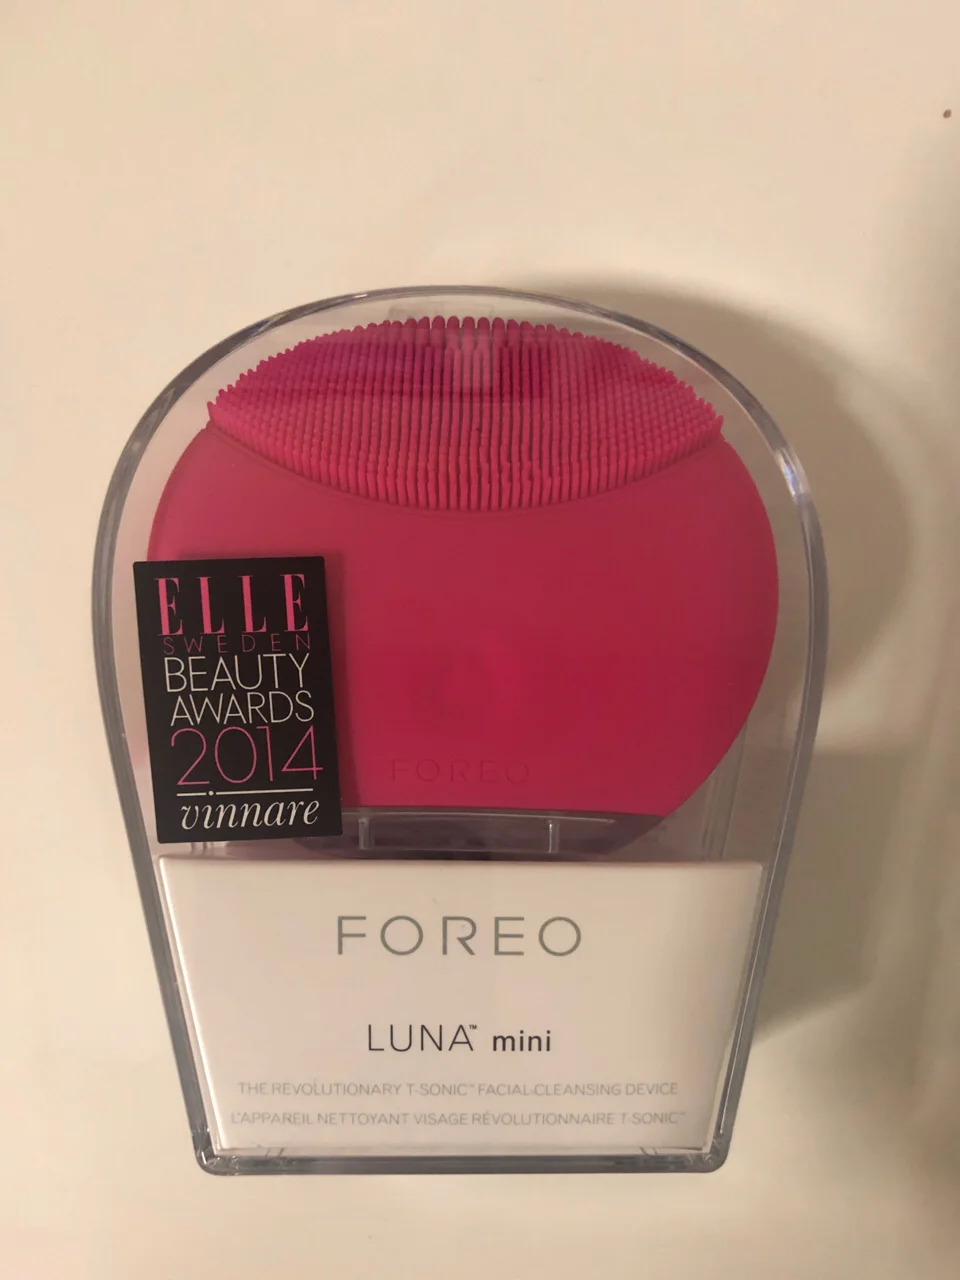 ELLE
SWEDEN
BEAUTY
AWARDS
2014
vinnare
FOREO
FOREO
LUNA™ mini
THE REVOLUTIONARY T-SONIC™ FACIAL-CLEANSING DEVICE
L'APPAREIL NETTOYANT VISAGE RÉVOLUTIONNAIRE T-SONIC™